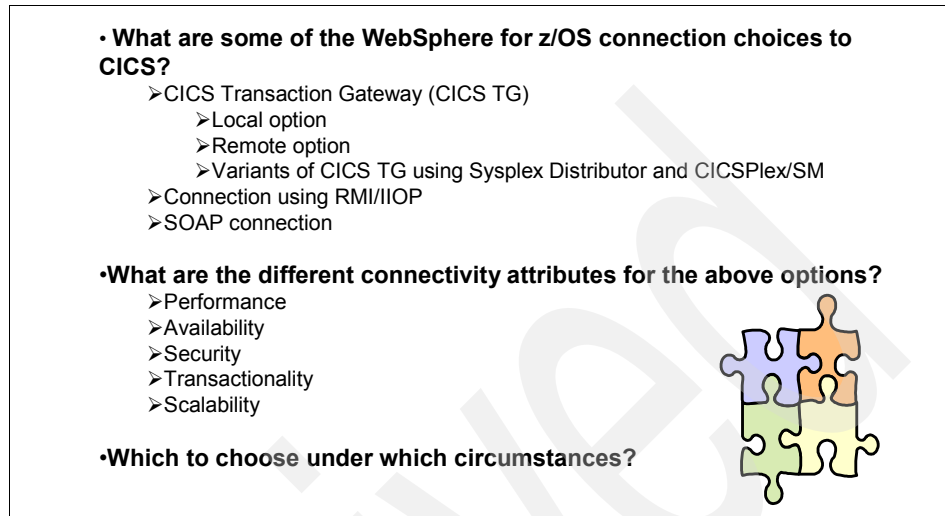 • What are some of the WebSphere for z/OS connection choices to
CICS?
➢CICS Transaction Gateway (CICS TG)
➢Local option
➢Remote option
➢Variants of CICS TG using Sysplex Distributor and CICSPlex/SM
➢Connection using RMI/IIOP
➢SOAP connection
•What are the different connectivity attributes for the above options?
➢Performance
➢Availability
➢Security
➢Transactionality
➢Scalability
•Which to choose under which circumstances?